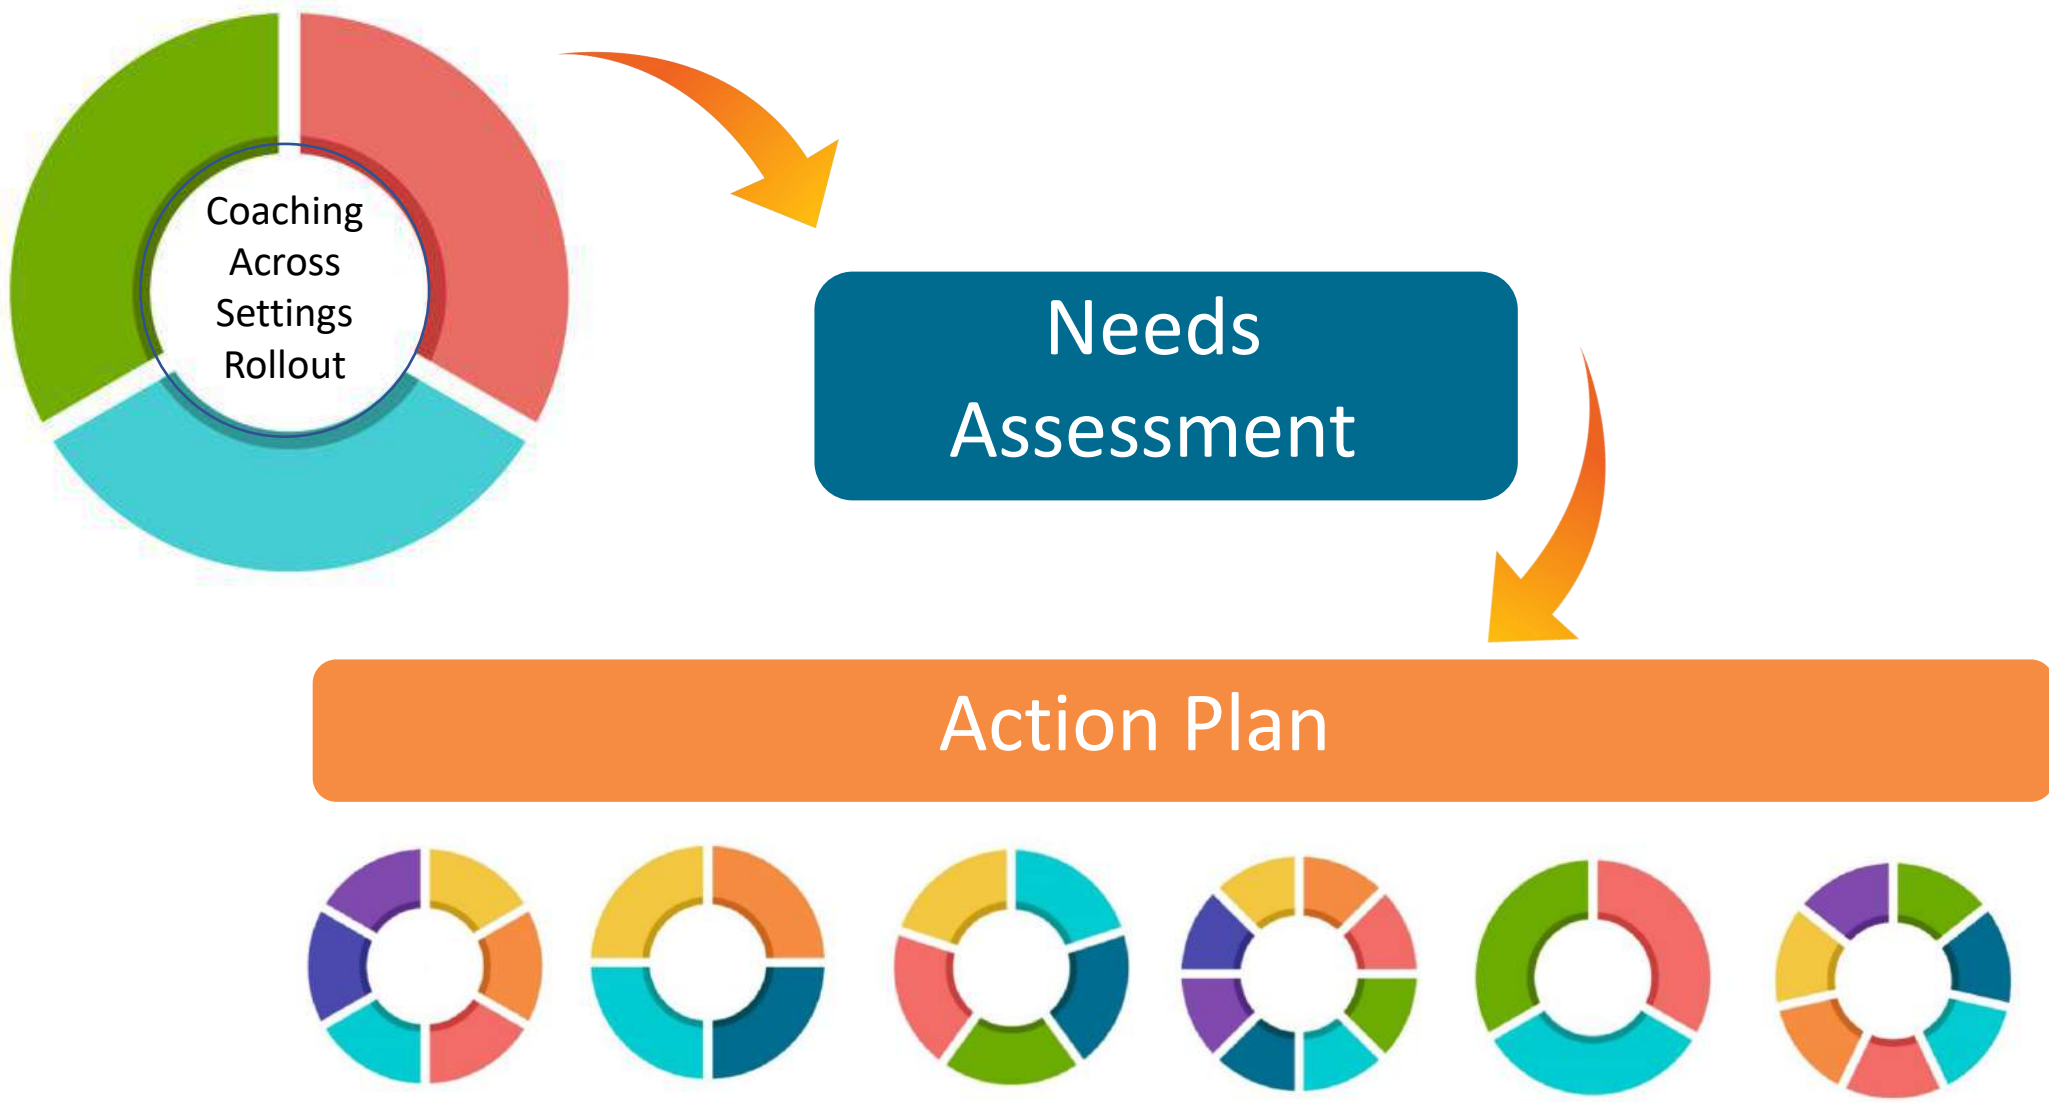 Coaching
Across
Settings
Rollout
Needs
Assessment
Action Plan